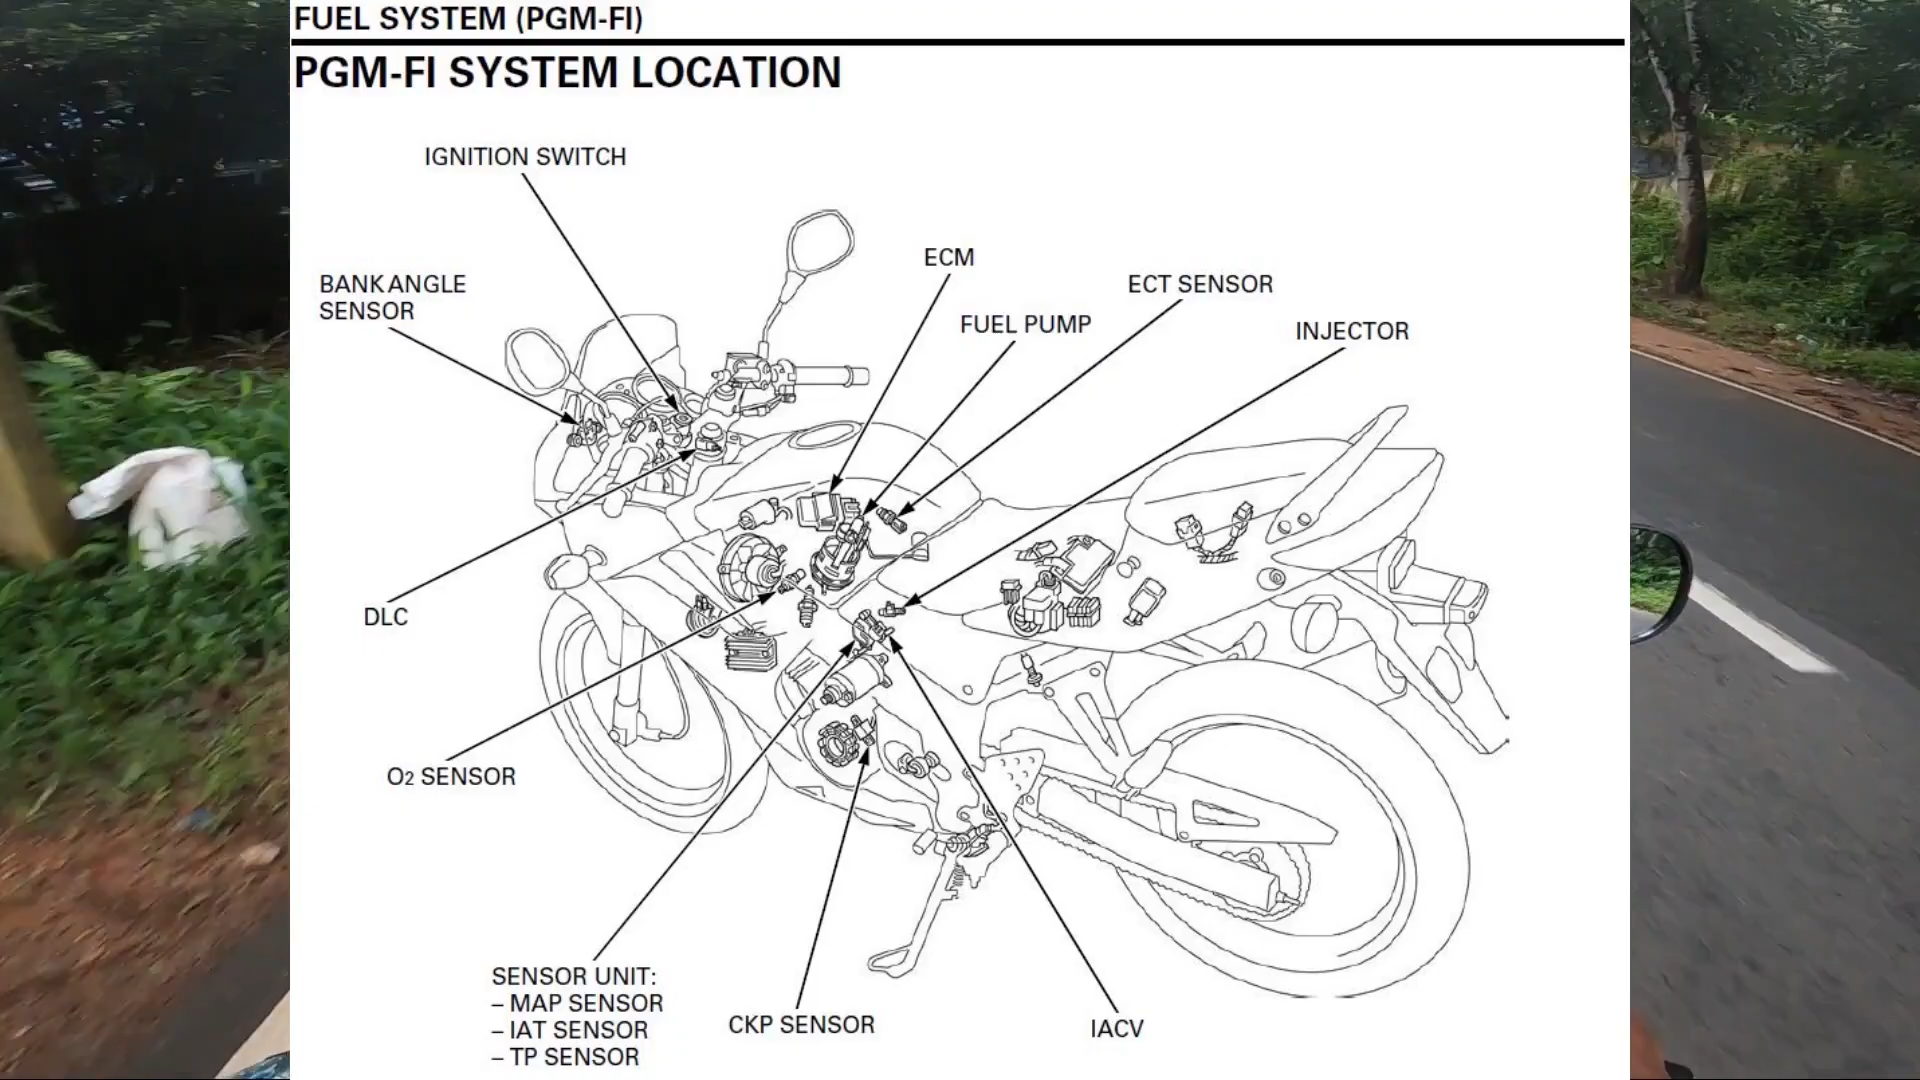 FUEL SYSTEM (PGM-FI)
PGM-FI SYSTEM LOCATION
IGNITION SWITCH
ECM
BANK ANGLE
SENSOR
ECT SENSOR
FUEL PUMP
INJECTOR
DLC
O2 SENSOR
SENSOR UNIT:
– MAP SENSOR
– IAT SENSOR
– TP SENSOR
CKP SENSOR
IACV